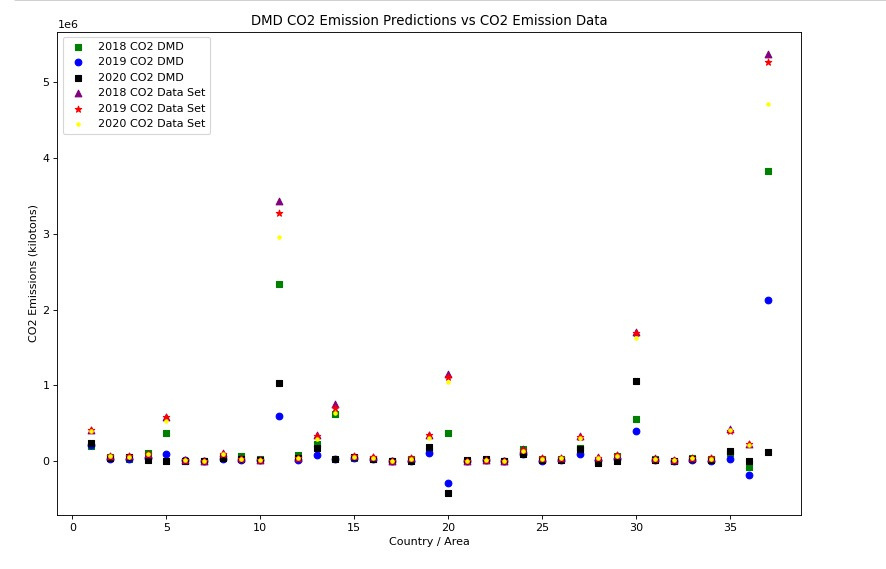 DMD CO2 Emission Predictions vs CO2 Emission Data
1e6
2018 CO2 DMD
2019 CO2 DMD
2020 CO2 DMD
2018 CO2 Data Set
2019 CO2 Data Set
2020 CO2 Data Set
CO2 Emissions (kilotons)
5
4
3
2
1
0
0 5 10 15 20 25 30 35
Country / Area